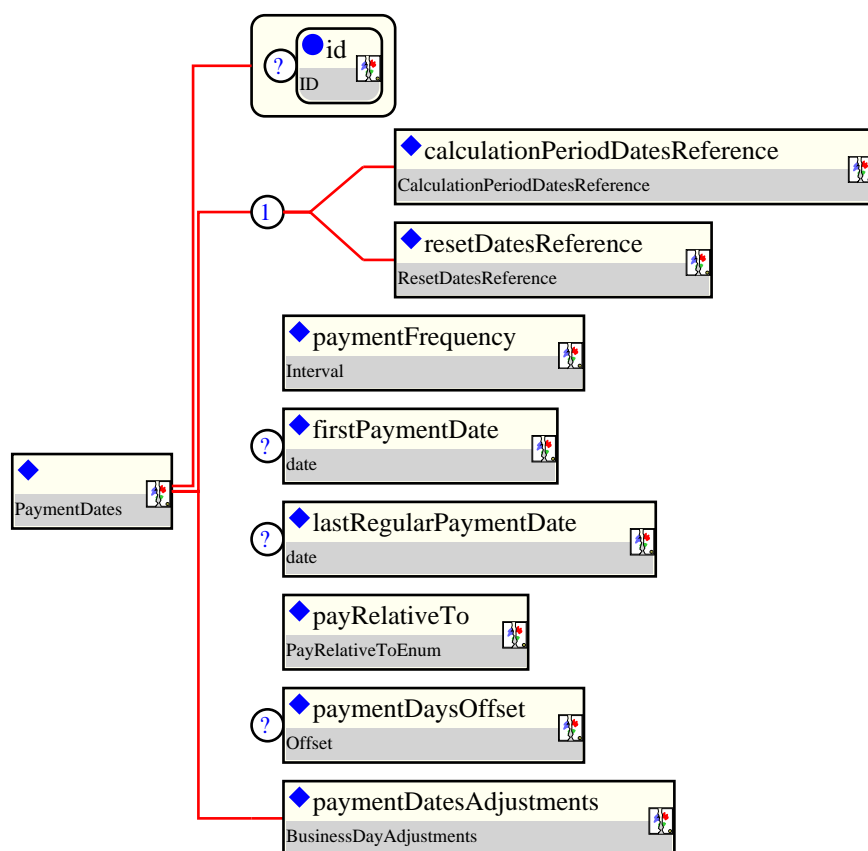 id
?
ID
calculationPeriodDatesReference
CalculationPeriodDatesReference
1
resetDatesReference
ResetDatesReference
paymentFrequency
Interval
firstPaymentDate
?
date
PaymentDates
lastRegularPaymentDate
?
date
payRelativeTo
PayRelativeToEnum
paymentDaysOffset
?
Offset
paymentDatesAdjustments
BusinessDayAdjustments